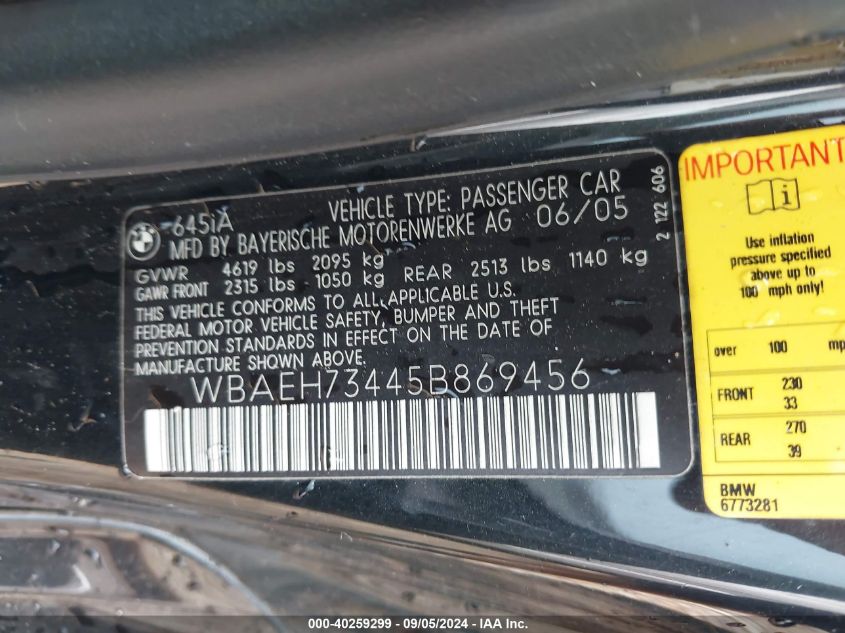 BMW 645iA VEHICLE TYPE: PASSENGER CAR
MFD BY BAYERISCHE MOTORENWERKE AG 06/05
GVWR 4619 lbs 2095 kg
GAWR FRONT 2315 lbs 1050 kg REAR 2513 lbs 1140 kg
THIS VEHICLE CONFORMS TO ALL APPLICABLE U.S.
FEDERAL MOTOR VEHICLE SAFETY, BUMPER AND THEFT
PREVENTION STANDARDS IN EFFECT ON THE DATE OF
MANUFACTURE SHOWN ABOVE.
WBAEH73445B869456
2 122 606
IMPORTANT
i
Use inflation
pressure specified
above up to
100 mph only!
over 100 mp
FRONT 230
33
REAR 270
39
BMW
6773281
000-40259299 - 09/05/2024 - IAA Inc.